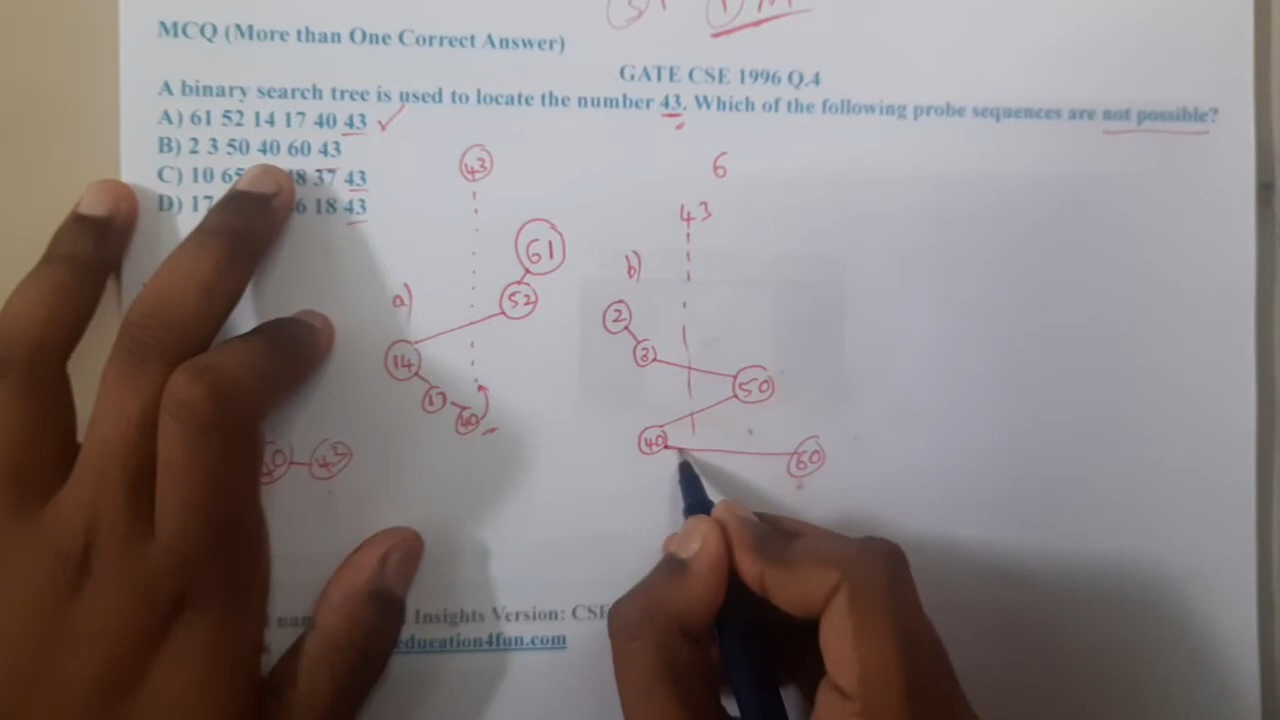 MCQ (More than One Correct Answer)
GATE CSE 1996 Q.4
A binary search tree is used to locate the number 43. Which of the following probe sequences are not possible?
A) 61 52 14 17 40 43
B) 2 3 50 40 60 43
C) 10 65 37 43
D) 17 18 43
43
6
43
61
b)
a)
52
2
14
3
50
17
40
40
43
60
Insights Version:
education4fun.com